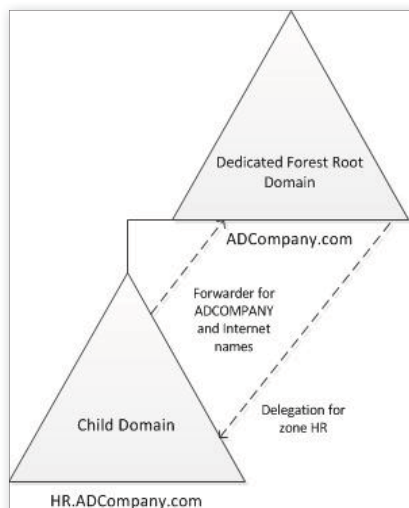 Dedicated Forest Root
Domain
ADCompany.com
Forwarder for
ADCOMPANY
and Internet
names
Child Domain
Delegation for
zone HR
HR.ADCompany.com